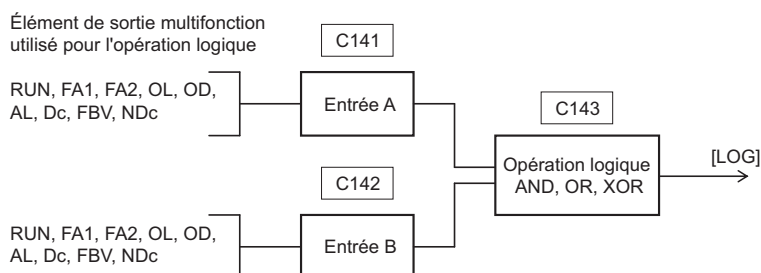 Élément de sortie multifonction
utilisé pour l'opération logique
C141
RUN, FA1, FA2, OL, OD,
AL, Dc, FBV, NDc
Entrée A
C143
Opération logique
AND, OR, XOR
[LOG]
C142
RUN, FA1, FA2, OL, OD,
AL, Dc, FBV, NDc
Entrée B